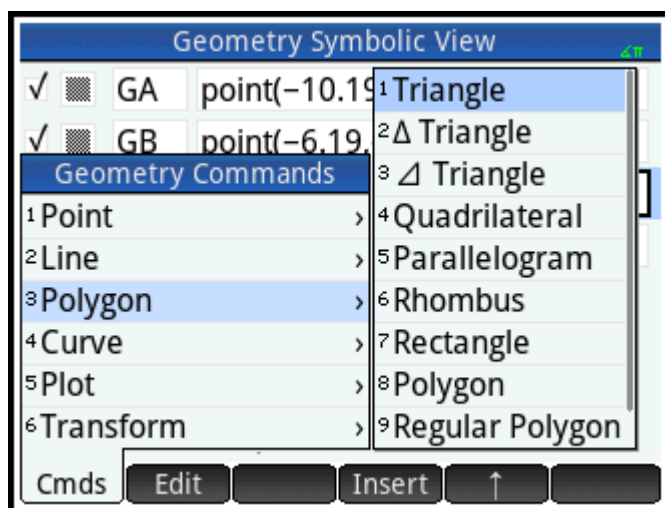 Geometry Symbolic View
∡π
√ GA point(−10.19
√ GB point(−6.19,
Geometry Commands
1 Point ›
2 Line ›
3 Polygon ›
4 Curve ›
5 Plot ›
6 Transform ›
1 Triangle
2 Δ Triangle
3 ⊿ Triangle
4 Quadrilateral
5 Parallelogram
6 Rhombus
7 Rectangle
8 Polygon
9 Regular Polygon
Cmds Edit Insert ↑